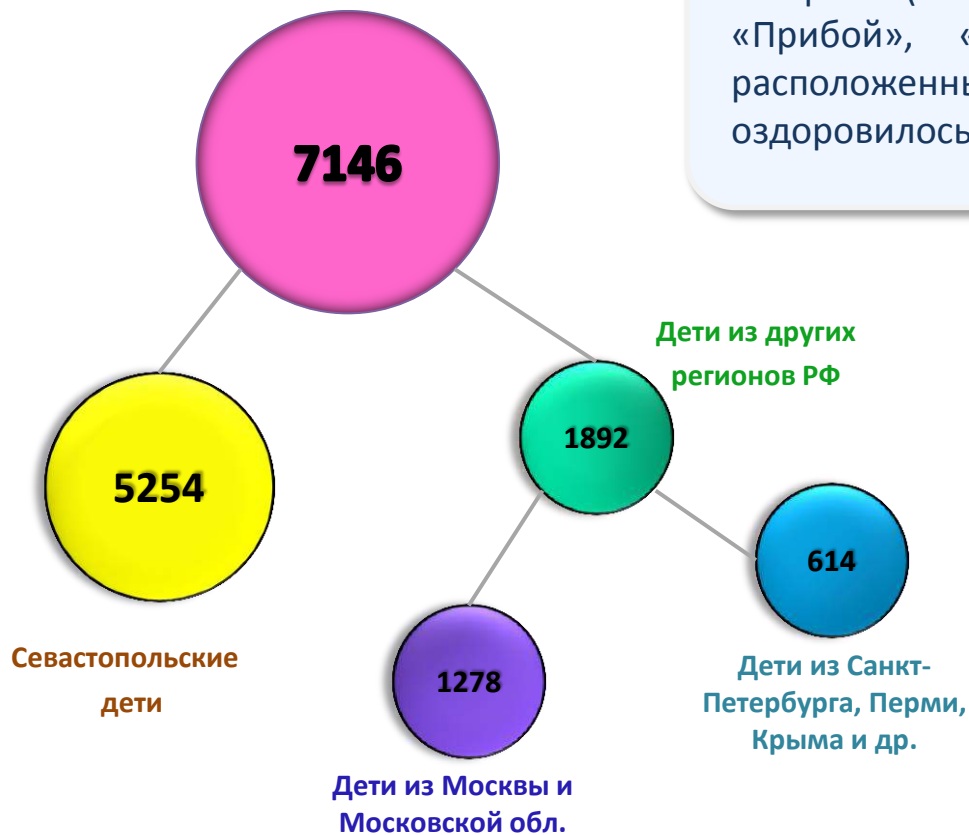 «Прибой»,
оздоровилось
7146
Дети из других
регионов РФ
1892
5254
614
Севастопольские
дети
1278
Дети из Санкт-
Петербурга, Перми,
Крыма и др.
Дети из Москвы и
Московской обл.